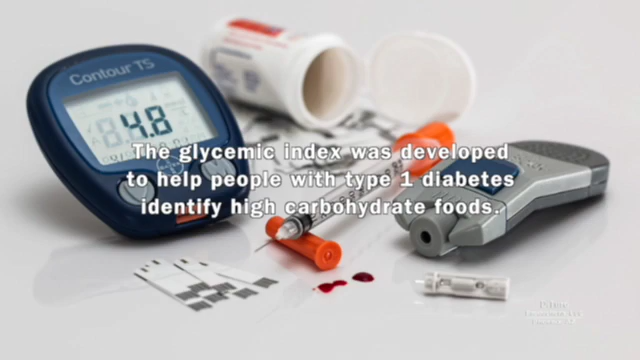 Contour TS
4.8
The glycemic index was developed
to help people with type 1 diabetes
identify high carbohydrate foods.